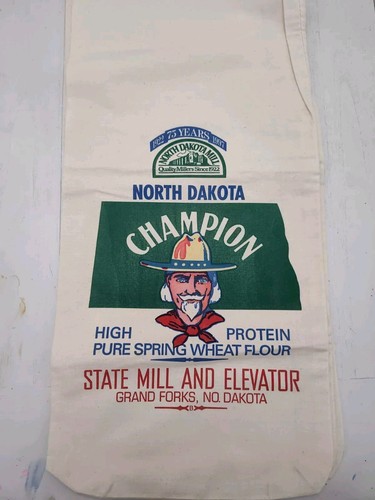 1922 75 YEARS 1997
NORTH DAKOTA MILL
Quality Millers Since 1922
NORTH DAKOTA
CHAMPION
HIGH PROTEIN
PURE SPRING WHEAT FLOUR
STATE MILL AND ELEVATOR
GRAND FORKS, NO. DAKOTA